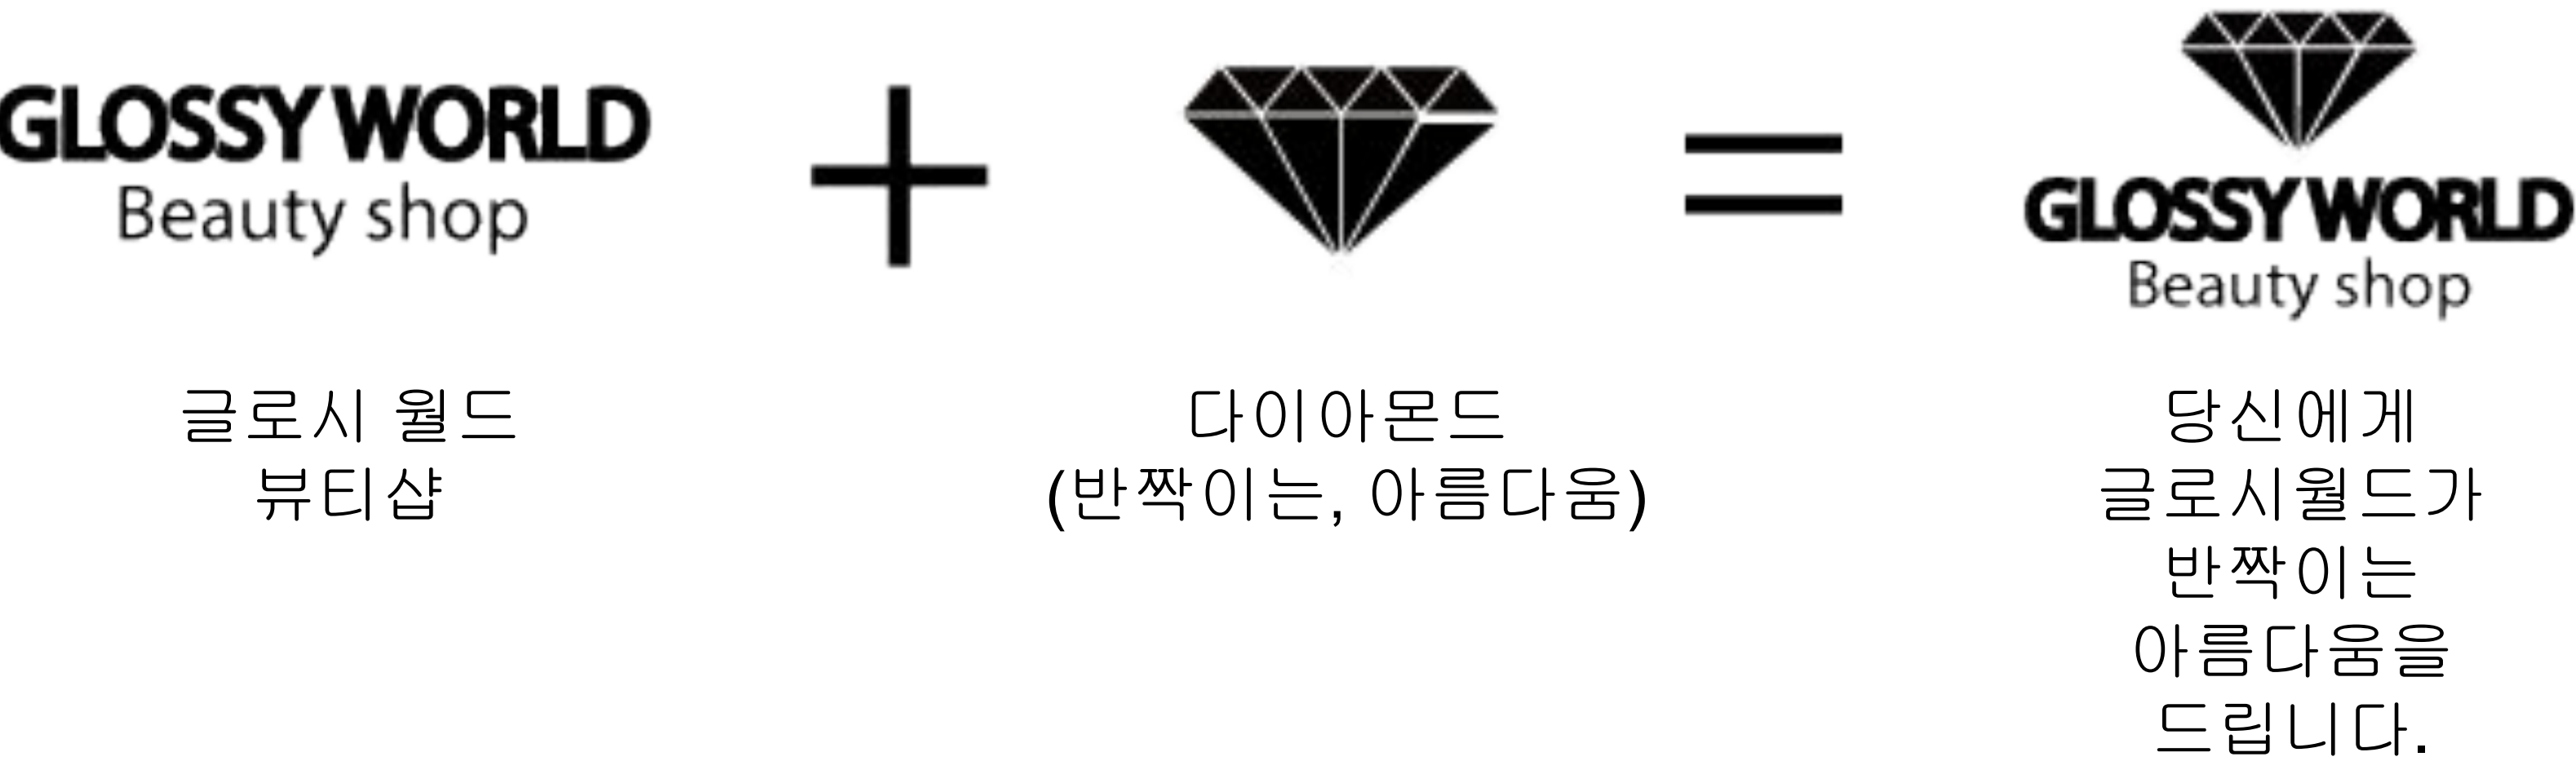 GLOSSY WORLD
Beauty shop
글로시 월드
뷰티샵
+
다이아몬드
(반짝이는, 아름다움)
=
GLOSSY WORLD
Beauty shop
당신에게
글로시월드가
반짝이는
아름다움을
드립니다.